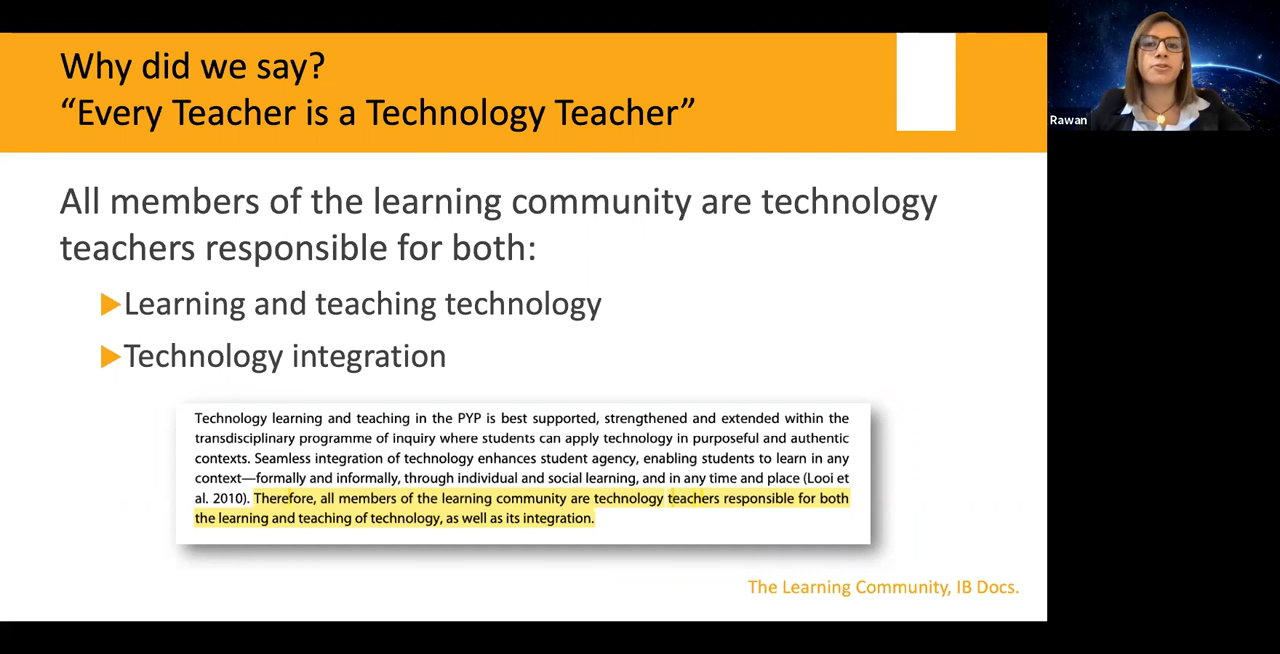 Why did we say?
“Every Teacher is a Technology Teacher”
Rawan
All members of the learning community are technology
teachers responsible for both:
Learning and teaching technology
Technology integration
Technology learning and teaching in the PYP is best supported, strengthened and extended within the
transdisciplinary programme of inquiry where students can apply technology in purposeful and authentic
contexts. Seamless integration of technology enhances student agency, enabling students to learn in any
context—formally and informally, through individual and social learning, and in any time and place (Looi et
al. 2010). Therefore, all members of the learning community are technology teachers responsible for both
the learning and teaching of technology, as well as its integration.
The Learning Community, IB Docs.